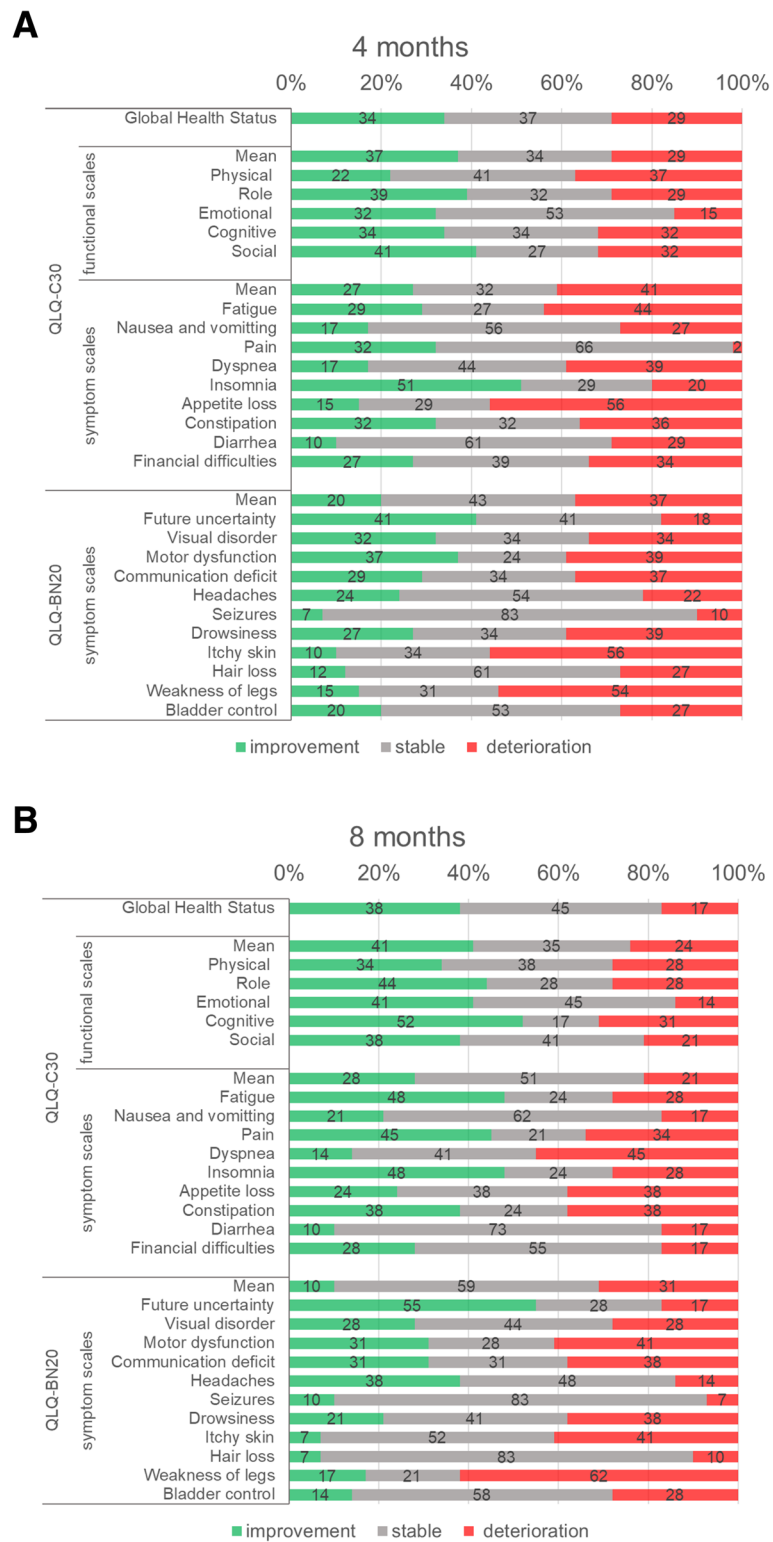 A
4 months
0% 20% 40% 60% 80% 100%
Global Health Status 34 37 29
QLQ-C30
functional scales
Mean 37 34 29
Physical 22 41 37
Role 39 32 29
Emotional 32 53 15
Cognitive 34 34 32
Social 41 27 32
symptom scales
Mean 27 32 41
Fatigue 29 27 44
Nausea and vomitting 17 56 27
Pain 32 66 2
Dyspnea 17 44 39
Insomnia 51 29 20
Appetite loss 15 29 56
Constipation 32 32 36
Diarrhea 10 61 29
Financial difficulties 27 39 34
QLQ-BN20
symptom scales
Mean 20 43 37
Future uncertainty 41 41 18
Visual disorder 32 34 34
Motor dysfunction 37 24 39
Communication deficit 29 34 37
Headaches 24 54 22
Seizures 7 83 10
Drowsiness 27 34 39
Itchy skin 10 34 56
Hair loss 12 61 27
Weakness of legs 15 31 54
Bladder control 20 53 27
improvement stable deterioration
B
8 months
0% 20% 40% 60% 80% 100%
Global Health Status 38 45 17
QLQ-C30
functional scales
Mean 41 35 24
Physical 34 38 28
Role 44 28 28
Emotional 41 45 14
Cognitive 52 17 31
Social 38 41 21
symptom scales
Mean 28 51 21
Fatigue 48 24 28
Nausea and vomitting 21 62 17
Pain 45 21 34
Dyspnea 14 41 45
Insomnia 48 24 28
Appetite loss 24 38 38
Constipation 38 24 38
Diarrhea 10 73 17
Financial difficulties 28 55 17
QLQ-BN20
symptom scales
Mean 10 59 31
Future uncertainty 55 28 17
Visual disorder 28 44 28
Motor dysfunction 31 28 41
Communication deficit 31 31 38
Headaches 38 48 14
Seizures 10 83 7
Drowsiness 21 41 38
Itchy skin 7 52 41
Hair loss 7 83 10
Weakness of legs 17 21 62
Bladder control 14 58 28
improvement stable deterioration